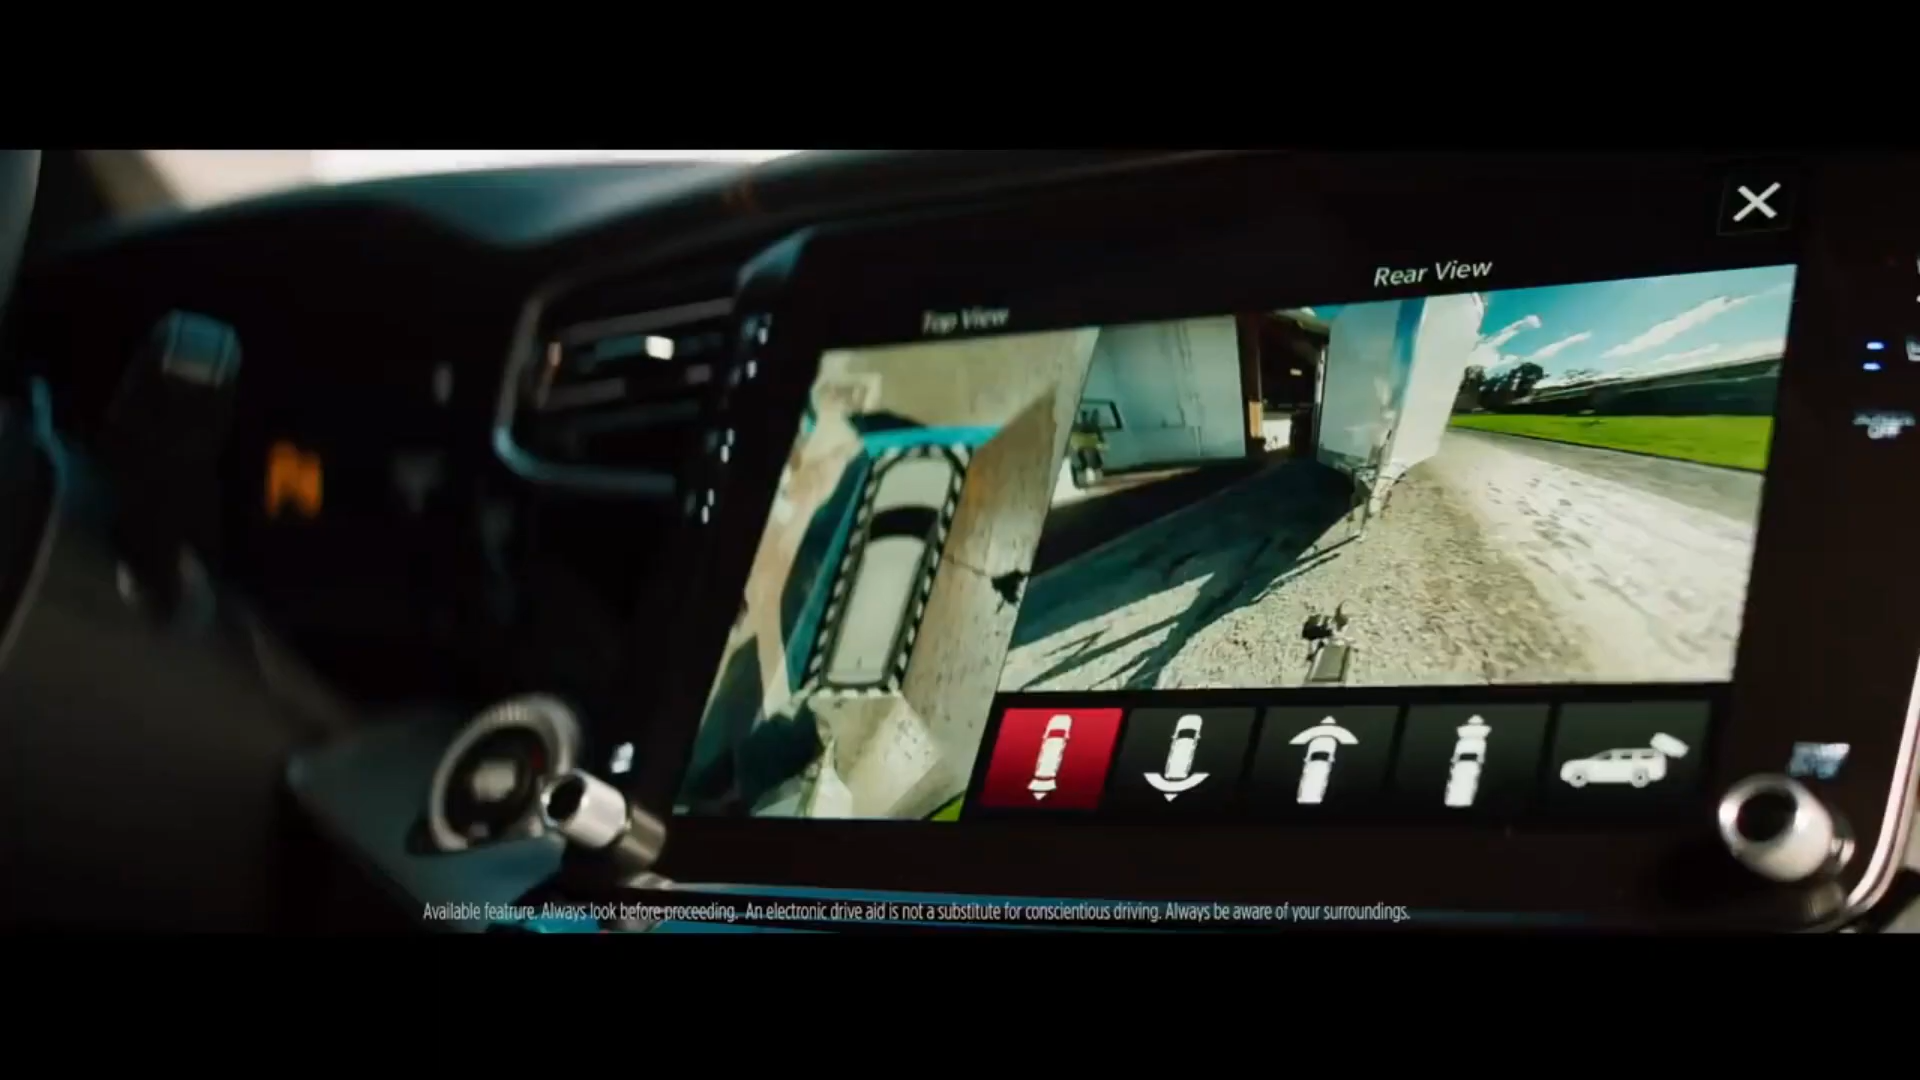 Rear View
Top View
OFF
Available featrure. Always look before proceeding. An electronic drive aid is not a substitute for conscientious driving. Always be aware of your surroundings.